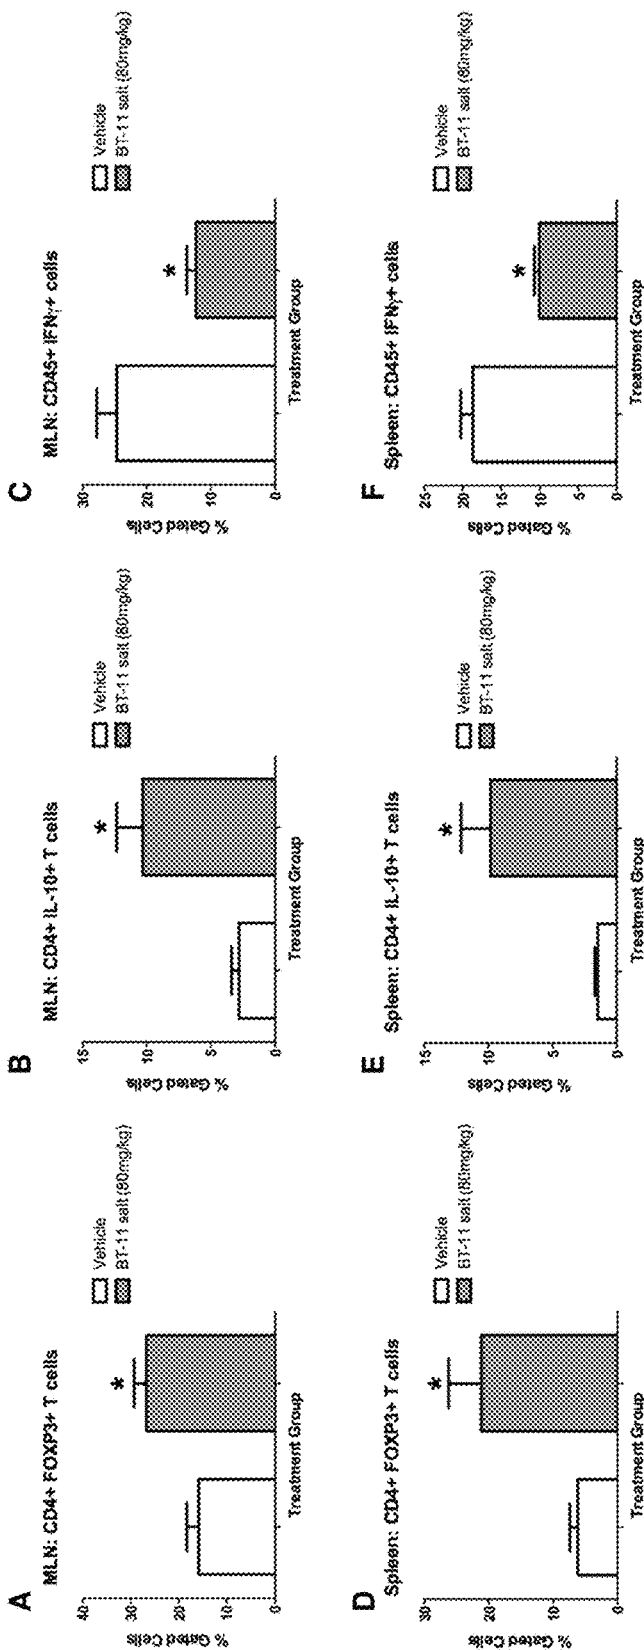 A
MLN: CD4+ FOXP3+ T cells
Vehicle
BT-11 salt (80mg/kg)
% Gated Cells
40
30
20
10
0
Treatment Group
*
B
MLN: CD4+ IL-10+ T cells
Vehicle
BT-11 salt (80mg/kg)
% Gated Cells
15
10
5
0
Treatment Group
*
C
MLN: CD45+ IFNγ+ cells
Vehicle
BT-11 salt (80mg/kg)
% Gated Cells
30
20
10
0
Treatment Group
*
D
Spleen: CD4+ FOXP3+ T cells
Vehicle
BT-11 salt (80mg/kg)
% Gated Cells
30
20
10
0
Treatment Group
*
E
Spleen: CD4+ IL-10+ T cells
Vehicle
BT-11 salt (80mg/kg)
% Gated Cells
15
10
5
0
Treatment Group
*
F
Spleen: CD45+ IFNγ+ cells
Vehicle
BT-11 salt (80mg/kg)
% Gated Cells
25
20
15
10
5
0
Treatment Group
*